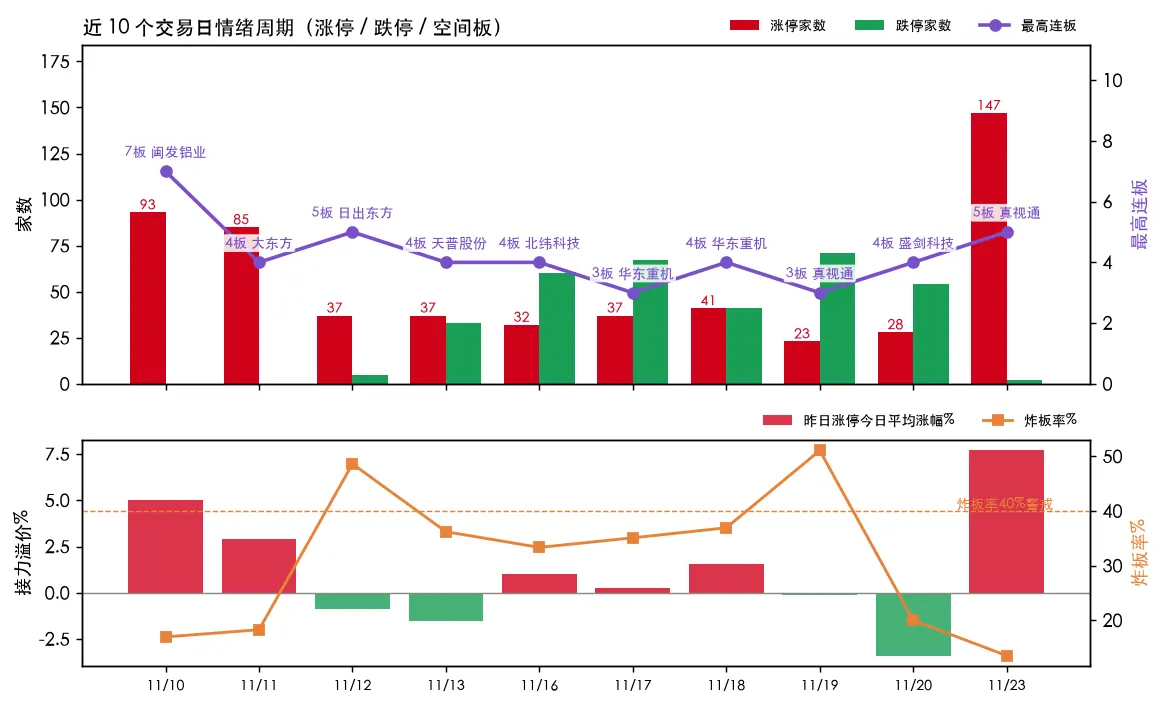 近 10 个交易日情绪周期（涨停 / 跌停 / 空间板）
涨停家数 跌停家数 最高连板
家数
175
150
125
100
75
50
25
0
10
8
6
4
2
0
最高连板
93
85
37
37
32
37
41
23
28
147
7板 闽发铝业
4板 大东方
5板 日出东方
4板 天普股份
4板 北纬科技
3板 华东重机
4板 华东重机
3板 真视通
4板 盛剑科技
5板 真视通
昨日涨停今日平均涨幅% 炸板率%
接力溢价%
7.5
5.0
2.5
0.0
-2.5
50
40
30
20
炸板率%
炸板率40%警戒
11/10 11/11 11/12 11/13 11/16 11/17 11/18 11/19 11/20 11/23